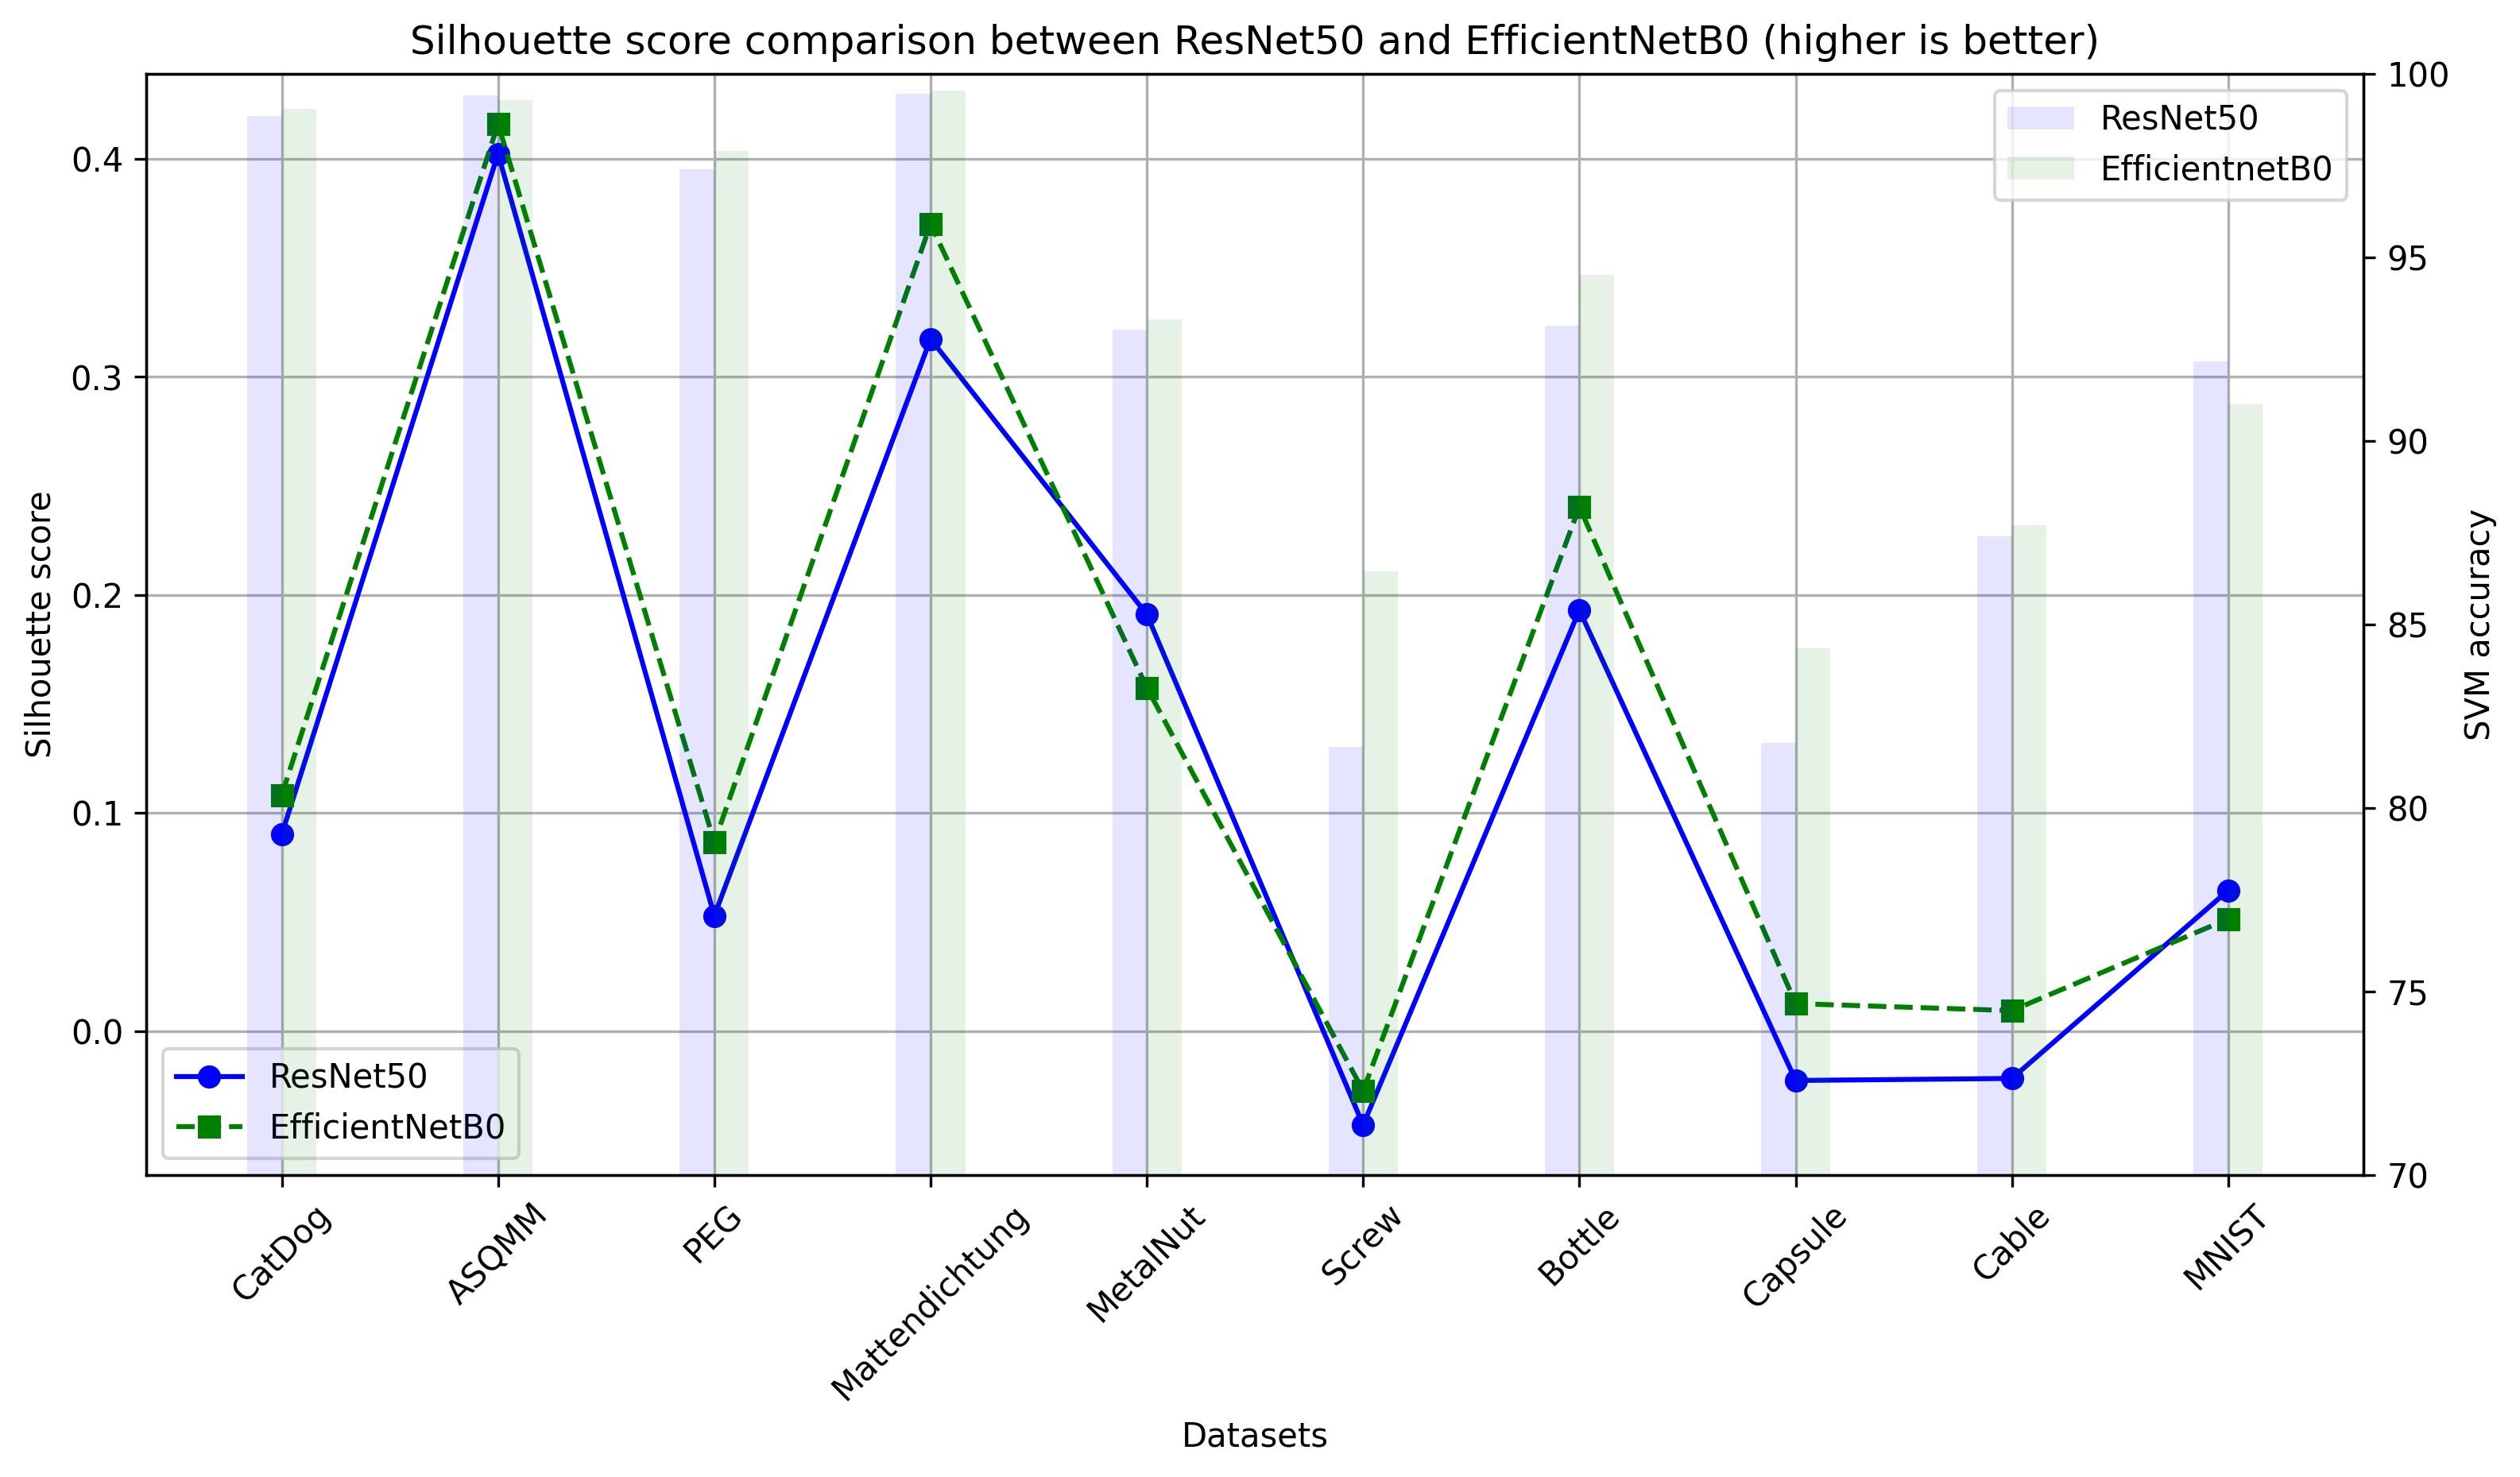 Silhouette score comparison between ResNet50 and EfficientNetB0 (higher is better)
ResNet50
EfficientnetB0
0.4
0.3
0.2
0.1
0.0
Silhouette score
100
95
90
85
80
75
70
SVM accuracy
ResNet50
EfficientNetB0
CatDog
ASQMM
PEG
Mattendichtung
MetalNut
Screw
Bottle
Capsule
Cable
MNIST
Datasets